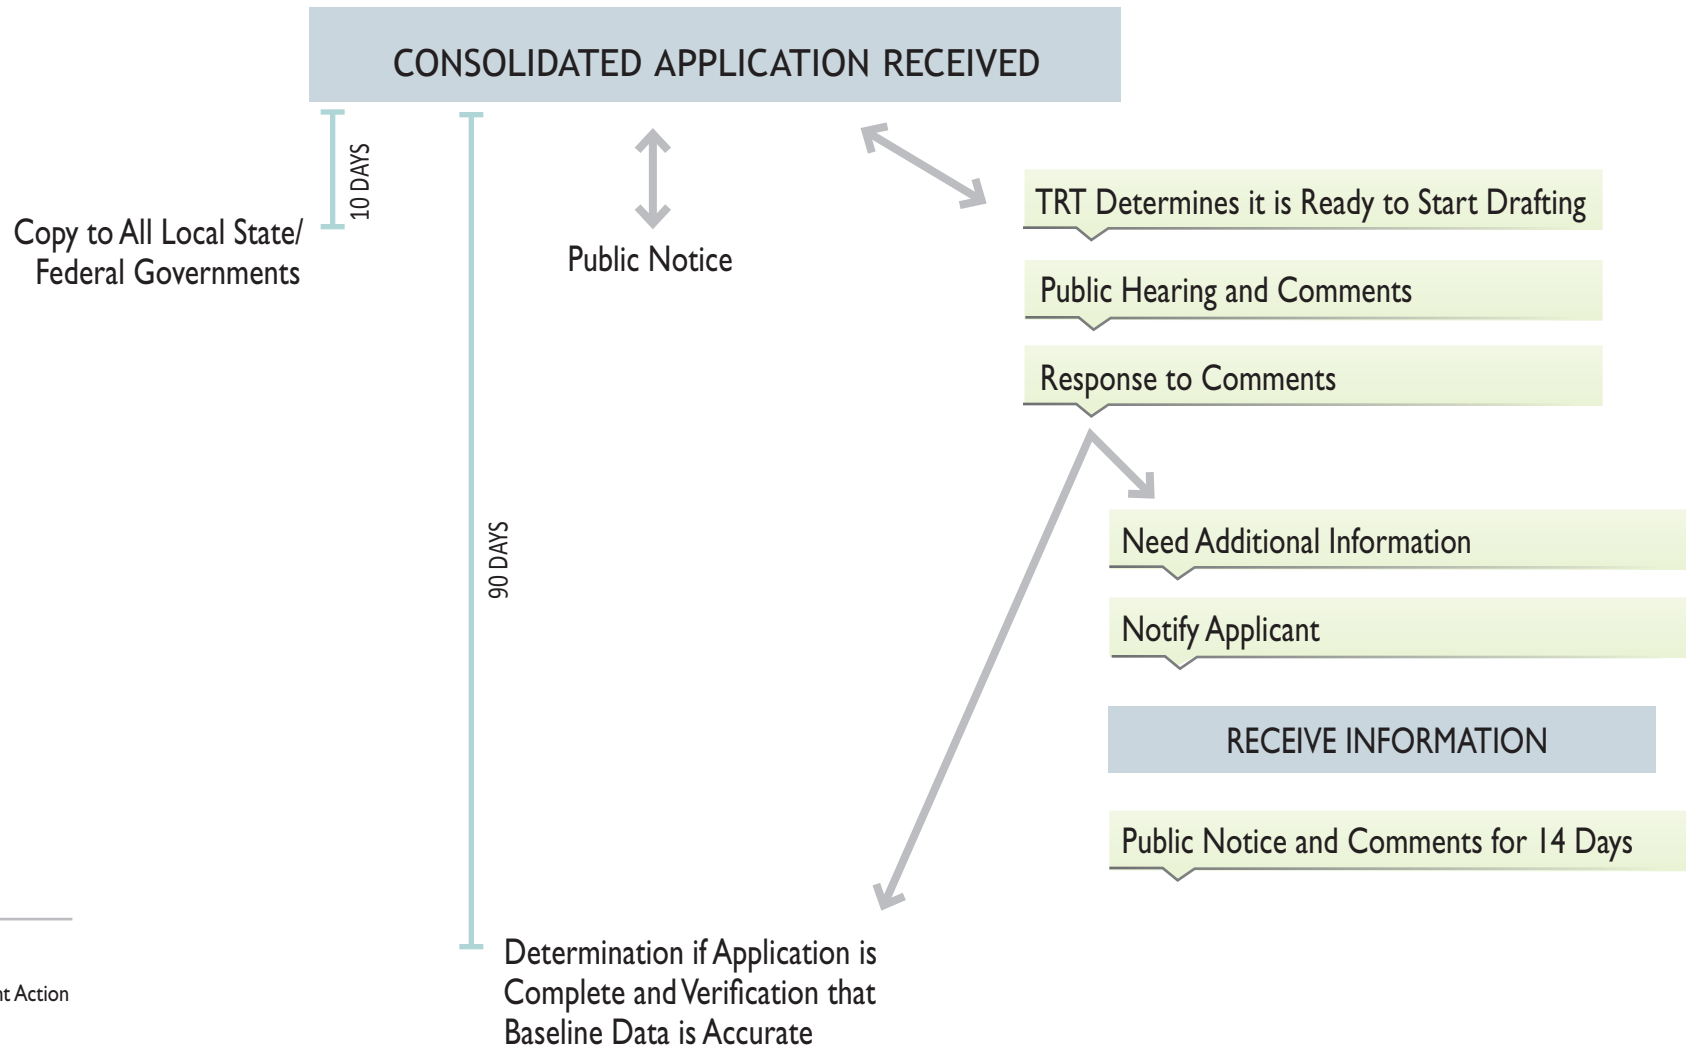 CONSOLIDATED APPLICATION RECEIVED
10 DAYS
Copy to All Local State/
Federal Governments
Public Notice
TRT Determines it is Ready to Start Drafting
Public Hearing and Comments
Response to Comments
90 DAYS
Need Additional Information
Notify Applicant
RECEIVE INFORMATION
Public Notice and Comments for 14 Days
Determination if Application is
Complete and Verification that
Baseline Data is Accurate
Action